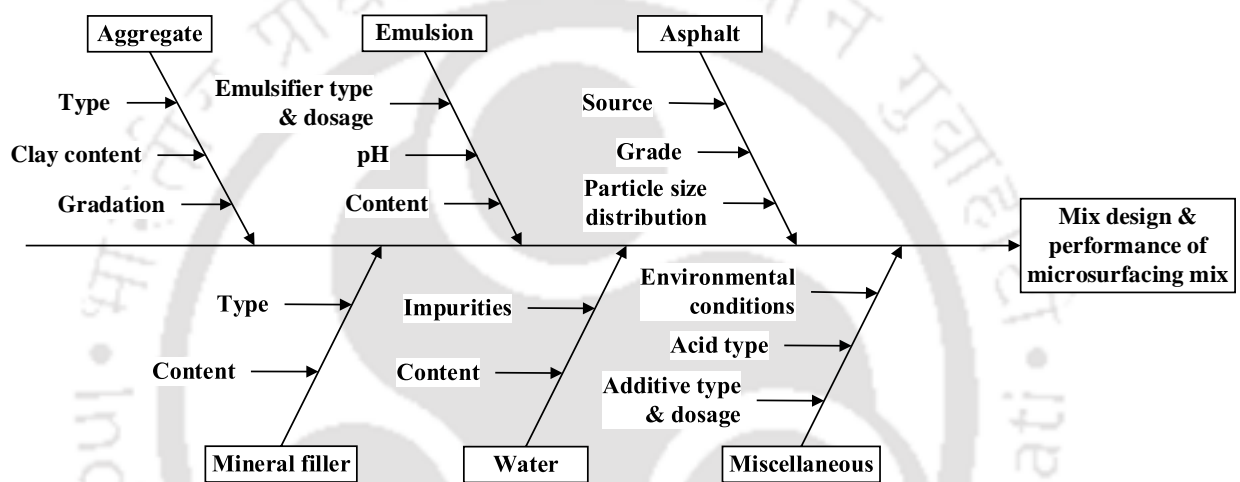 Aggregate
Emulsion
Asphalt
Type
Clay content
Gradation
Emulsifier type
& dosage
pH
Content
Source
Grade
Particle size
distribution
Mix design &
performance of
microsurfacing mix
Type
Content
Impurities
Content
Environmental
conditions
Acid type
Additive type
& dosage
Mineral filler
Water
Miscellaneous